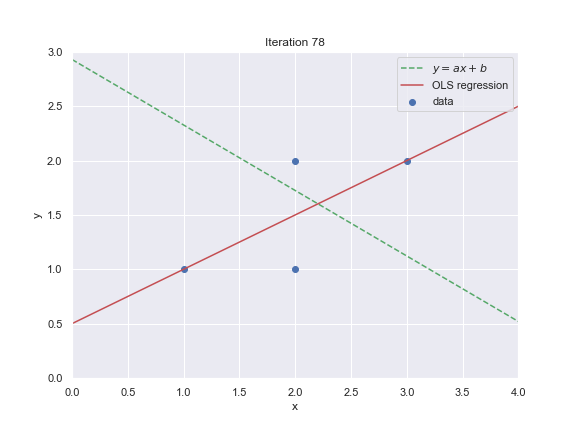 Iteration 78
y = ax + b
OLS regression
data
3.0
2.5
2.0
1.5
1.0
0.5
0.0
y
0.0 0.5 1.0 1.5 2.0 2.5 3.0 3.5 4.0
x